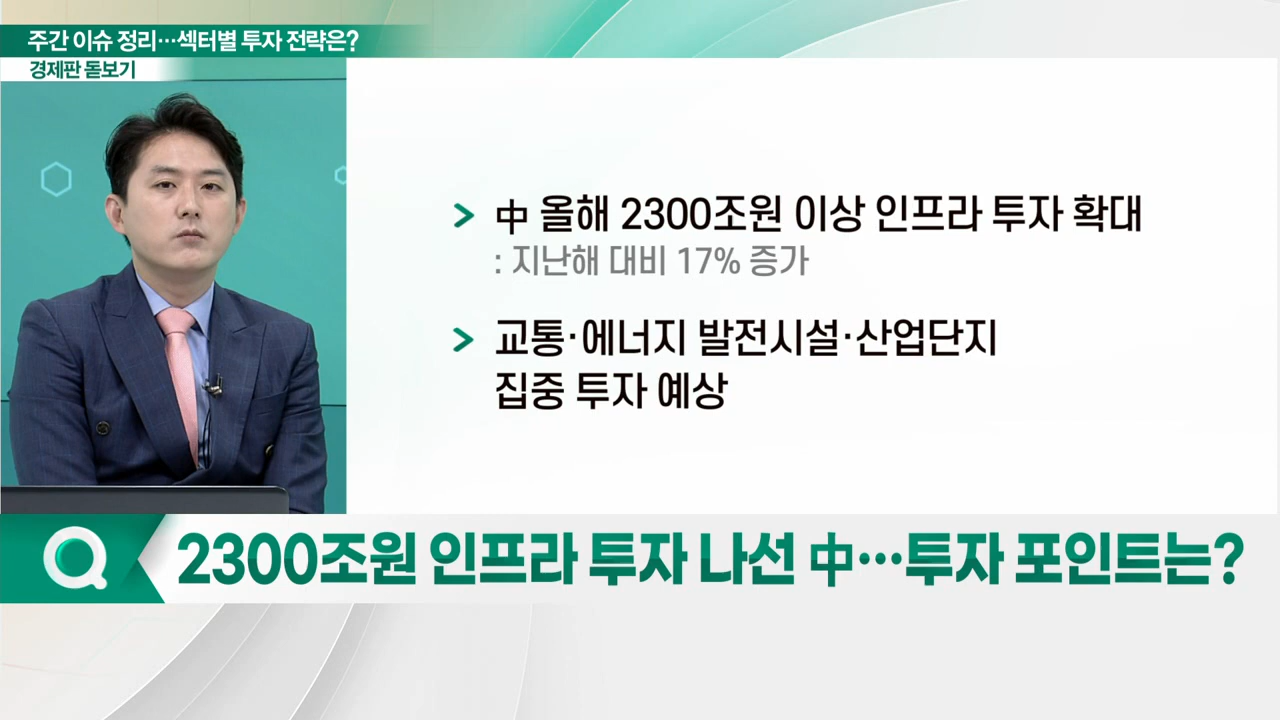 주간 이슈 정리…섹터별 투자 전략은?
경제판 돋보기
> 中 올해 2300조원 이상 인프라 투자 확대
: 지난해 대비 17% 증가
> 교통·에너지 발전시설·산업단지
집중 투자 예상
2300조원 인프라 투자 나선 中…투자 포인트는?